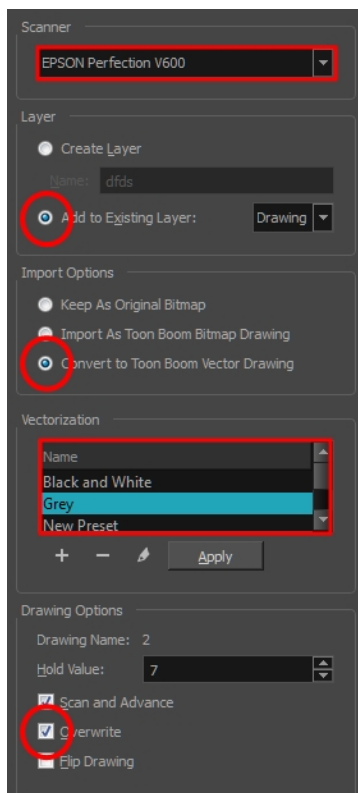 Scanner
EPSON Perfection V600
Layer
Create Layer
Name: dfds
Add to Existing Layer: Drawing
Import Options
Keep As Original Bitmap
Import As Toon Boom Bitmap Drawing
Convert to Toon Boom Vector Drawing
Vectorization
Name
Black and White
Grey
New Preset
Apply
Drawing Options
Drawing Name: 2
Hold Value: 7
Scan and Advance
Overwrite
Flip Drawing